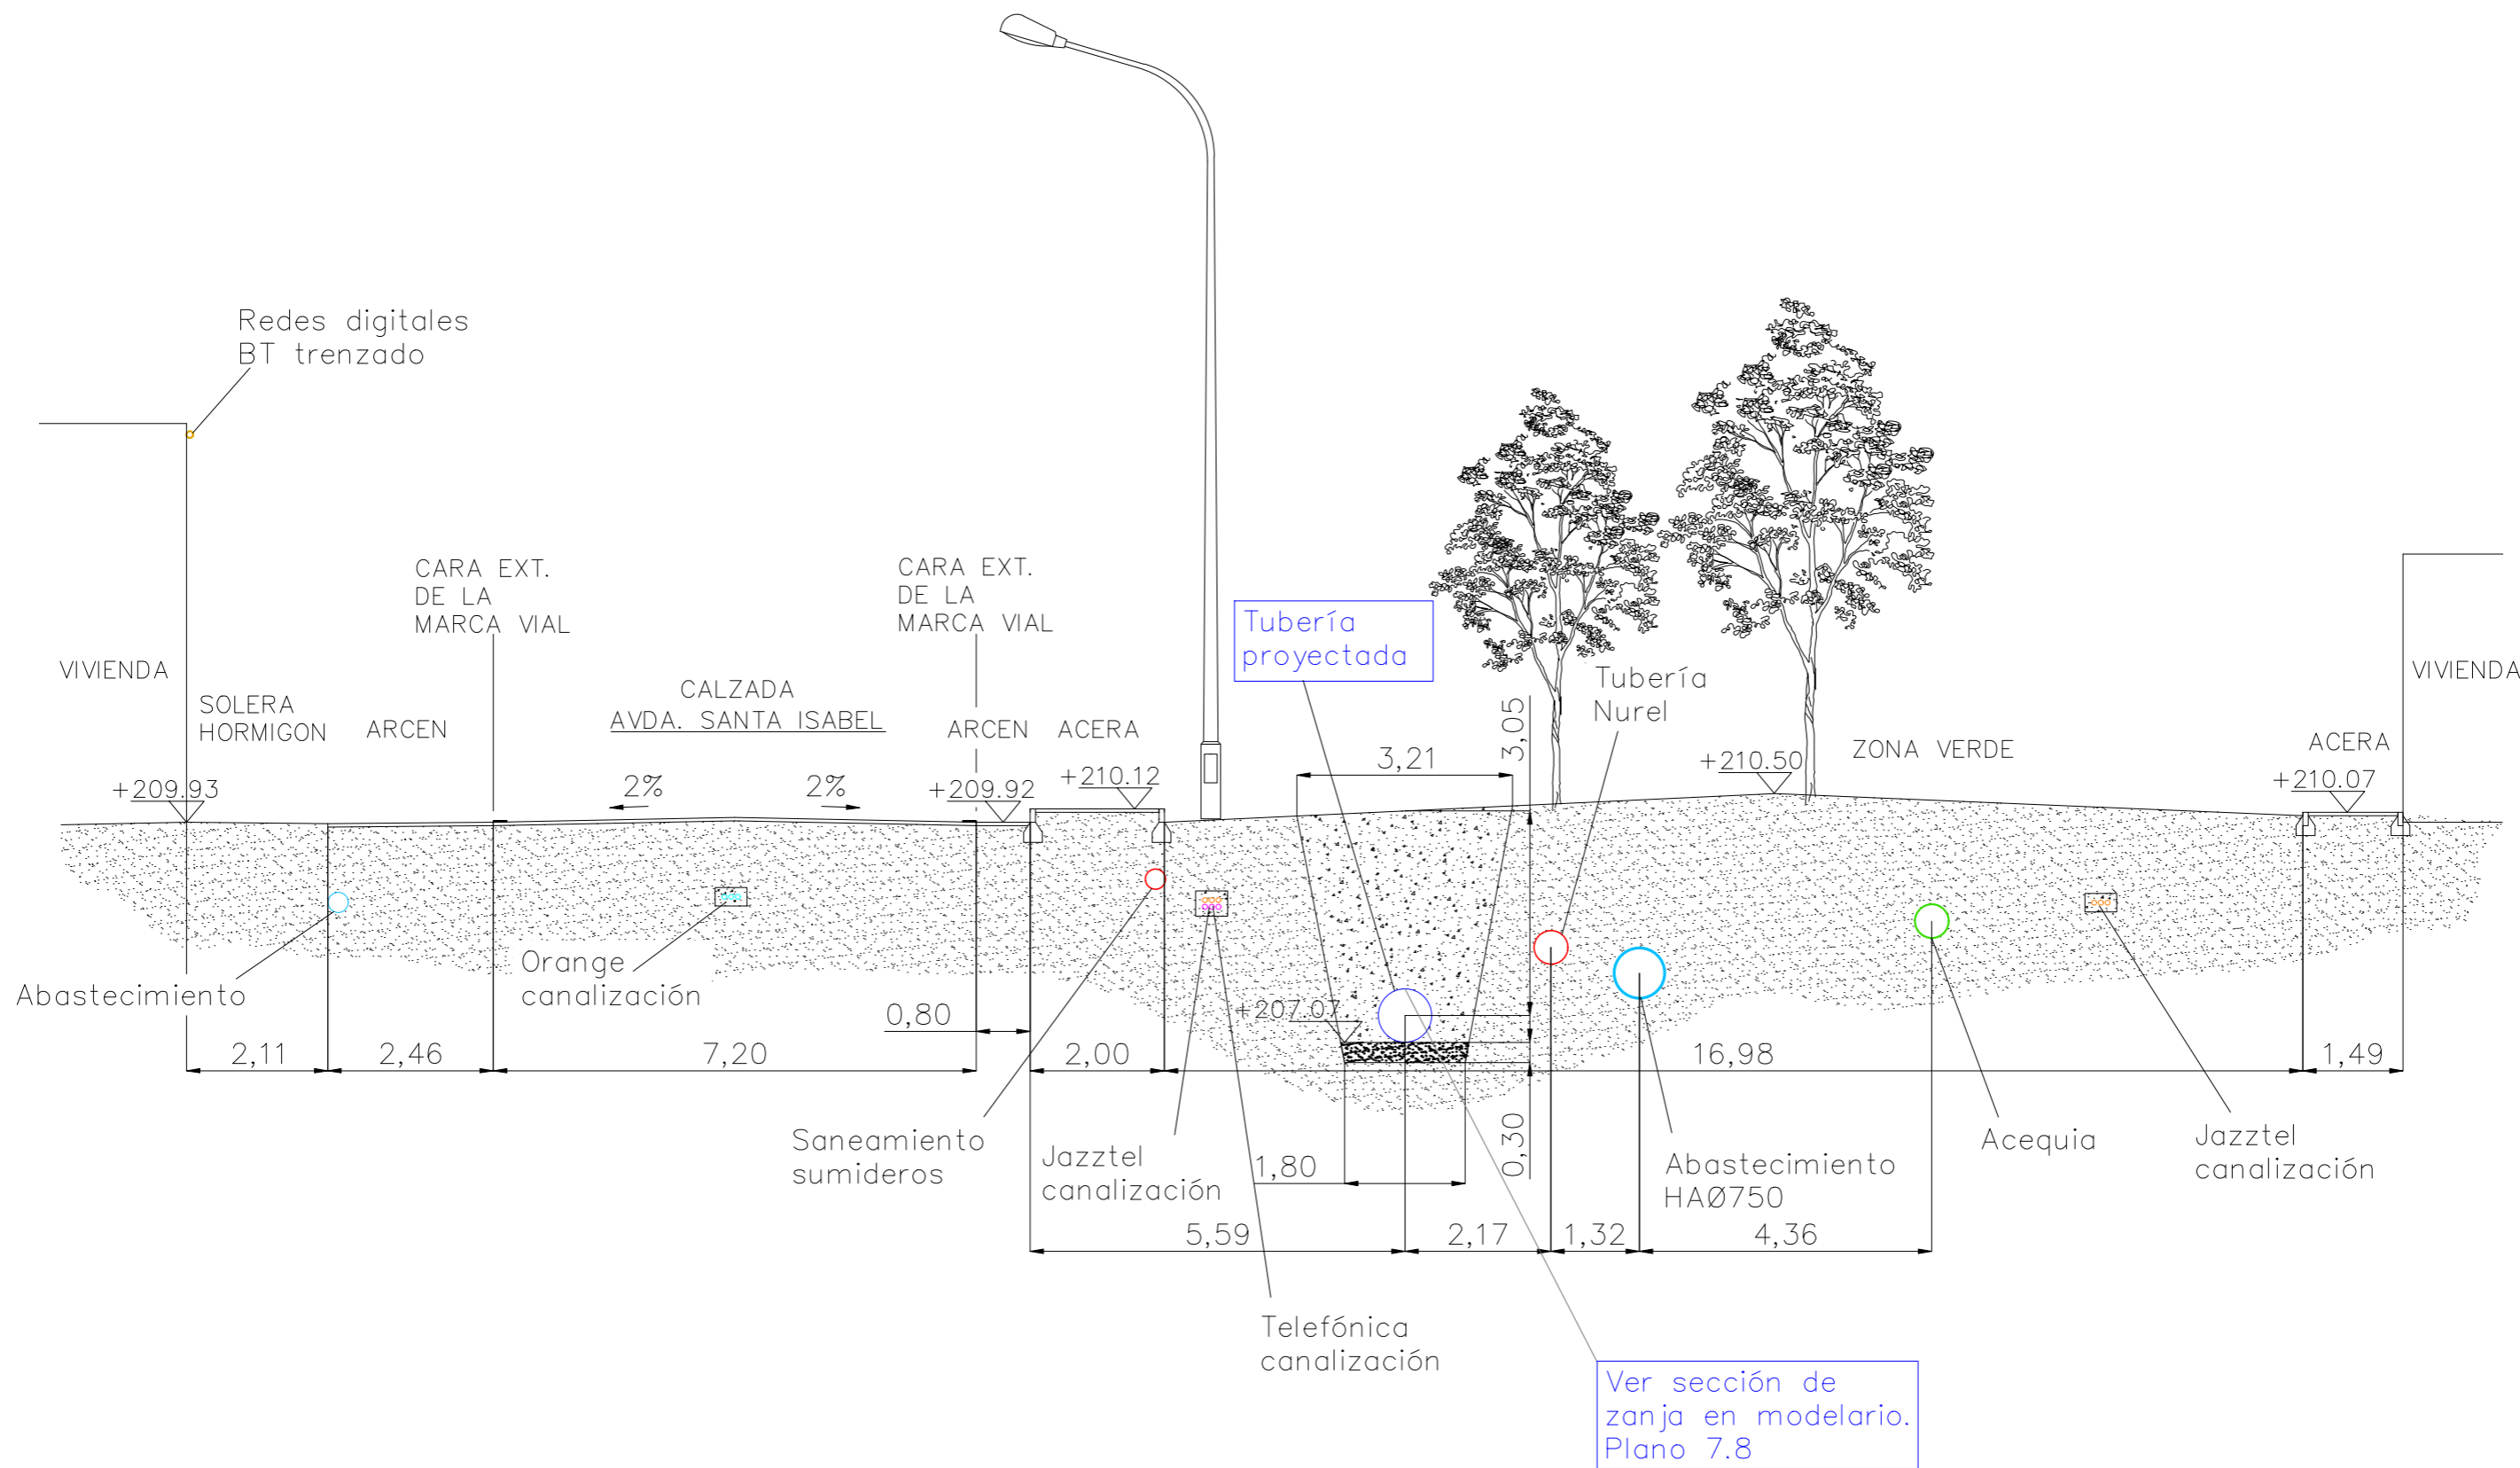 Redes digitales
BT trenzado
CARA EXT.
DE LA
MARCA VIAL
CARA EXT.
DE LA
MARCA VIAL
Tubería
proyectada
VIVIENDA
SOLERA
HORMIGON
ARCEN
CALZADA
AVDA. SANTA ISABEL
ARCEN
ACERA
Tubería
Nurel
ZONA VERDE
ACERA
VIVIENDA
+209.93
2%
2%
+209.92
+210.12
3,21
3,05
+210.50
+210.07
Abastecimiento
Orange
canalización
0,80
+207.07
2,11
2,46
7,20
2,00
16,98
1,49
Saneamiento
sumideros
Jazztel
canalización
1,80
0,30
Abastecimiento
HAØ750
Acequia
Jazztel
canalización
5,59
2,17
1,32
4,36
Telefónica
canalización
Ver sección de
zanja en modelario.
Plano 7.8